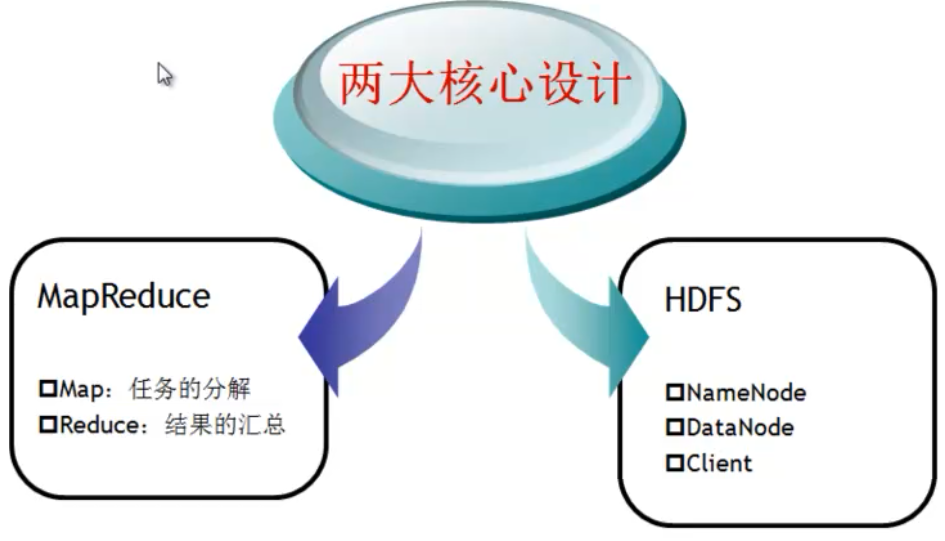 两大核心设计
MapReduce
Map：任务的分解
Reduce：结果的汇总
HDFS
NameNode
DataNode
Client